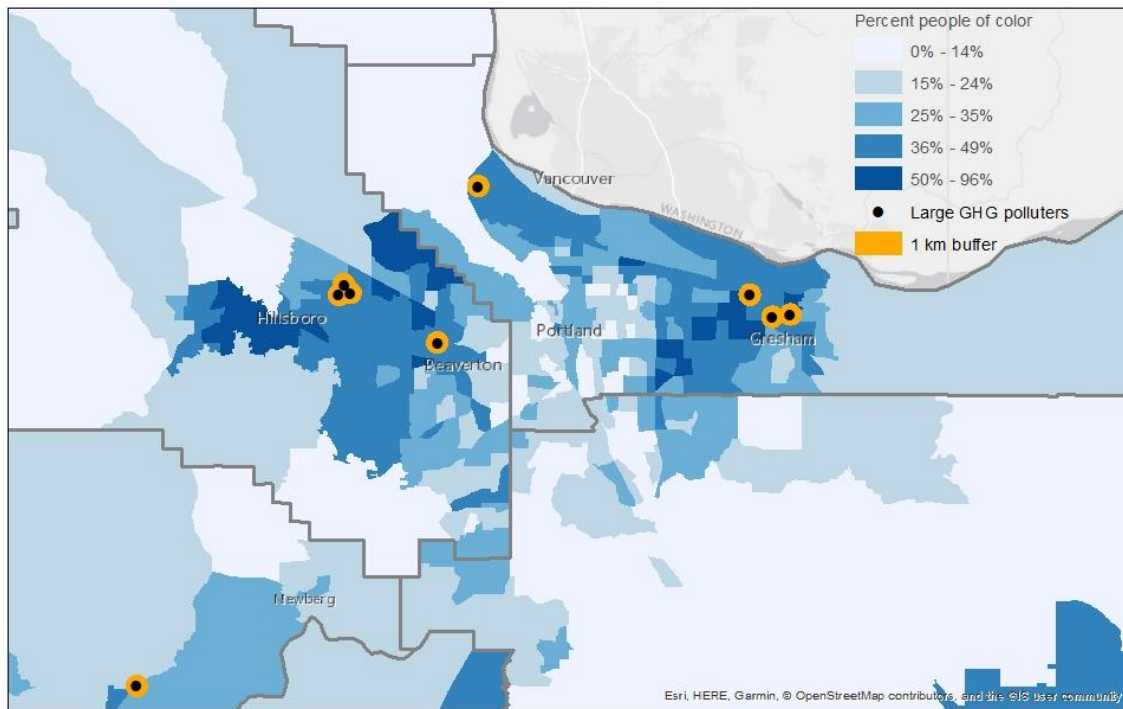 Percent people of color
0% - 14%
15% - 24%
25% - 35%
36% - 49%
50% - 96%
Large GHG polluters
1 km buffer
Vancouver
WASHINGTON
Hillsboro
Portland
Gresham
Beaverton
Newberg
Esri, HERE, Garmin, © OpenStreetMap contributors, and the GIS user community